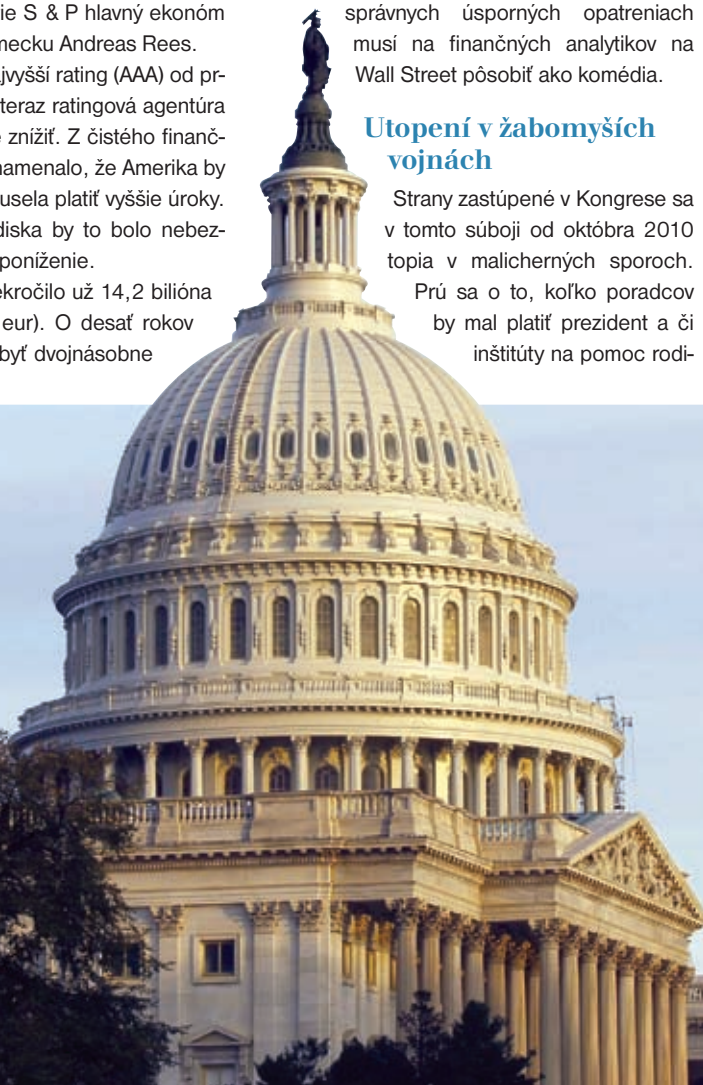 rie S & P hlavný ekonóm
mecku Andreas Rees.
jvyšší rating (AAA) od pr-
teraz ratingová agentúra
e znížiť. Z čistého finanč-
namenalo, že Amerika by
usela platiť vyššie úroky.
diska by to bolo nebez-
poníženie.
ekročilo už 14,2 bilióna
eur). O desať rokov
byť dvojnásobne
správnych úsporných opatreniach
musí na finančných analytikov na
Wall Street pôsobiť ako komédia.
Utopení v žabomyších
vojnách
Strany zastúpené v Kongrese sa
v tomto súboji od októbra 2010
topia v malicherných sporoch.
Prú sa o to, koľko poradcov
by mal platiť prezident a či
inštitúty na pomoc rodi-